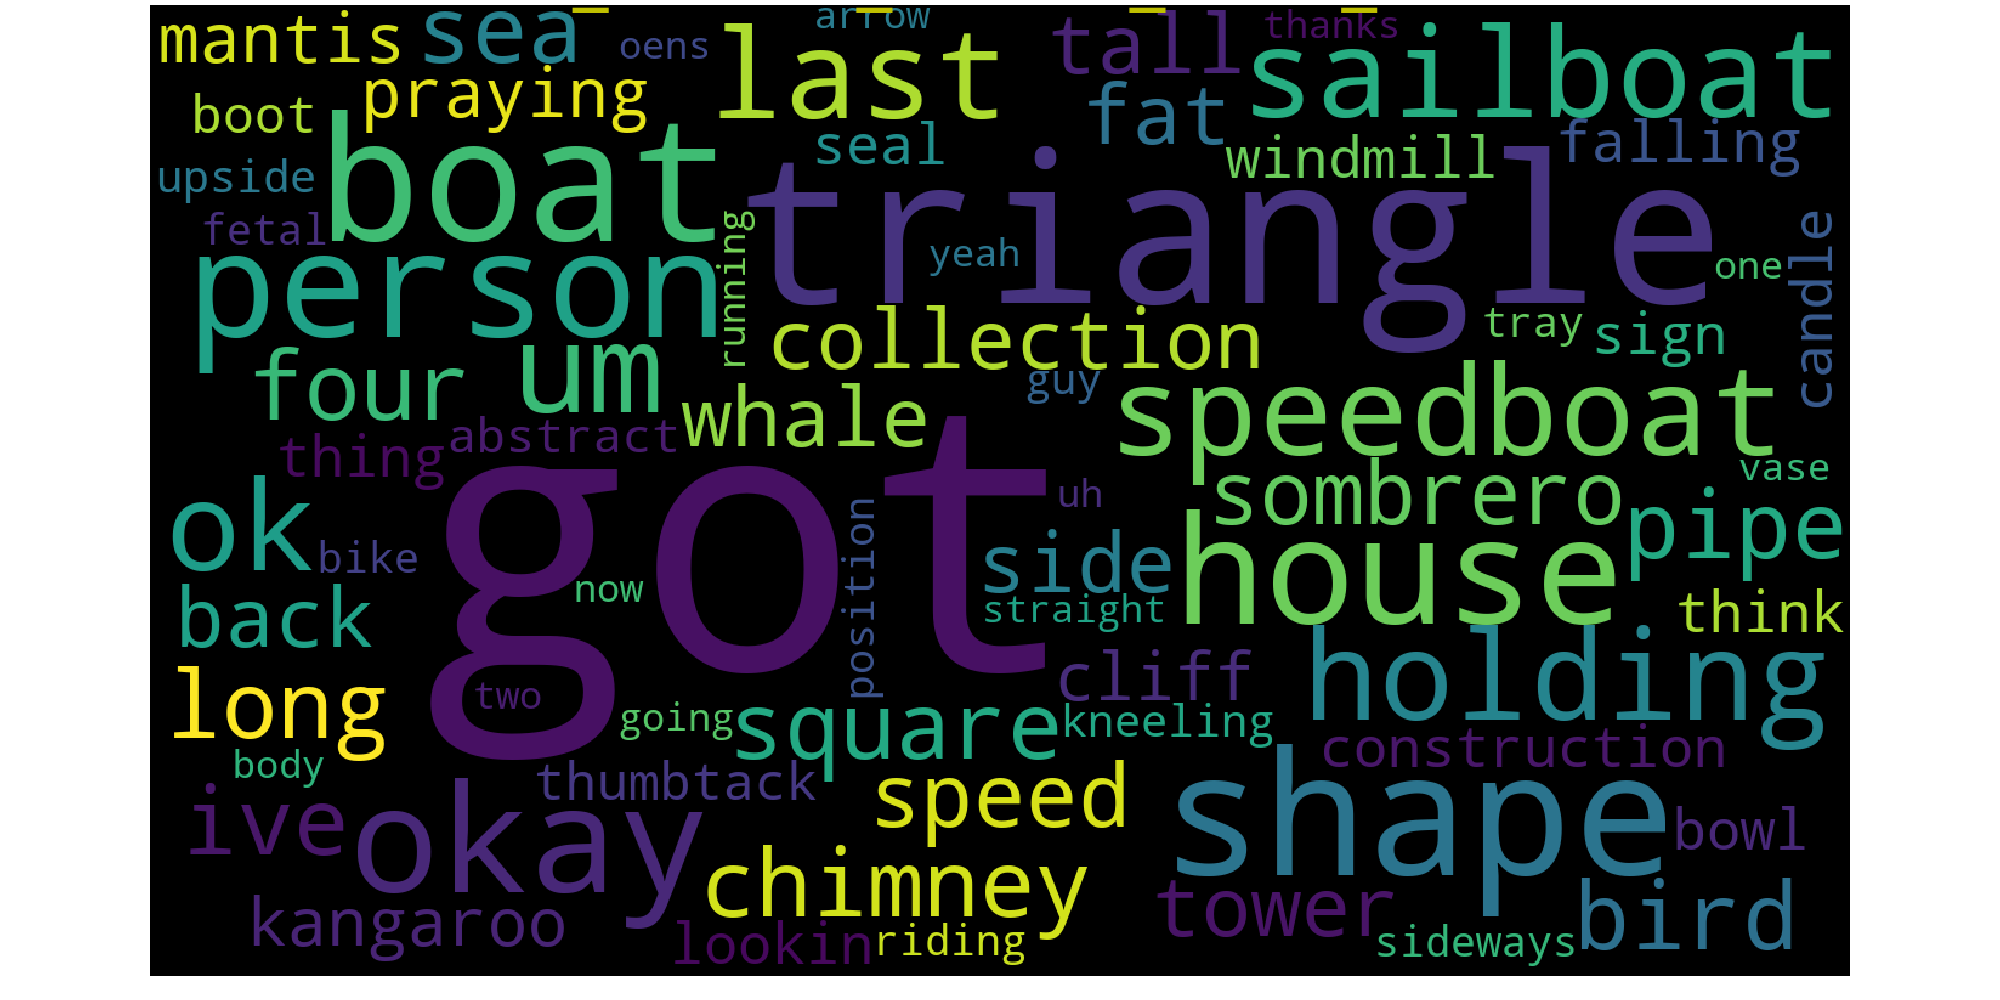 mantis
sea
oens
last
arrow
tall
thanks
sailboat
boot
praying
boat
seal
fat
windmill
falling
upside
triangle
fetal
person
running
yeah
one
candle
four
um
collection
tray
sign
guy
whale
speedboat
thing
abstract
got
ok
bike
uh
sombrero
vase
pipe
position
side
house
now
straight
back
think
long
two
going
square
cliff
kneeling
holding
body
thumbtack
speed
construction
ive
okay
shape
bowl
chimney
kangaroo
lookin
riding
tower
sideways
bird